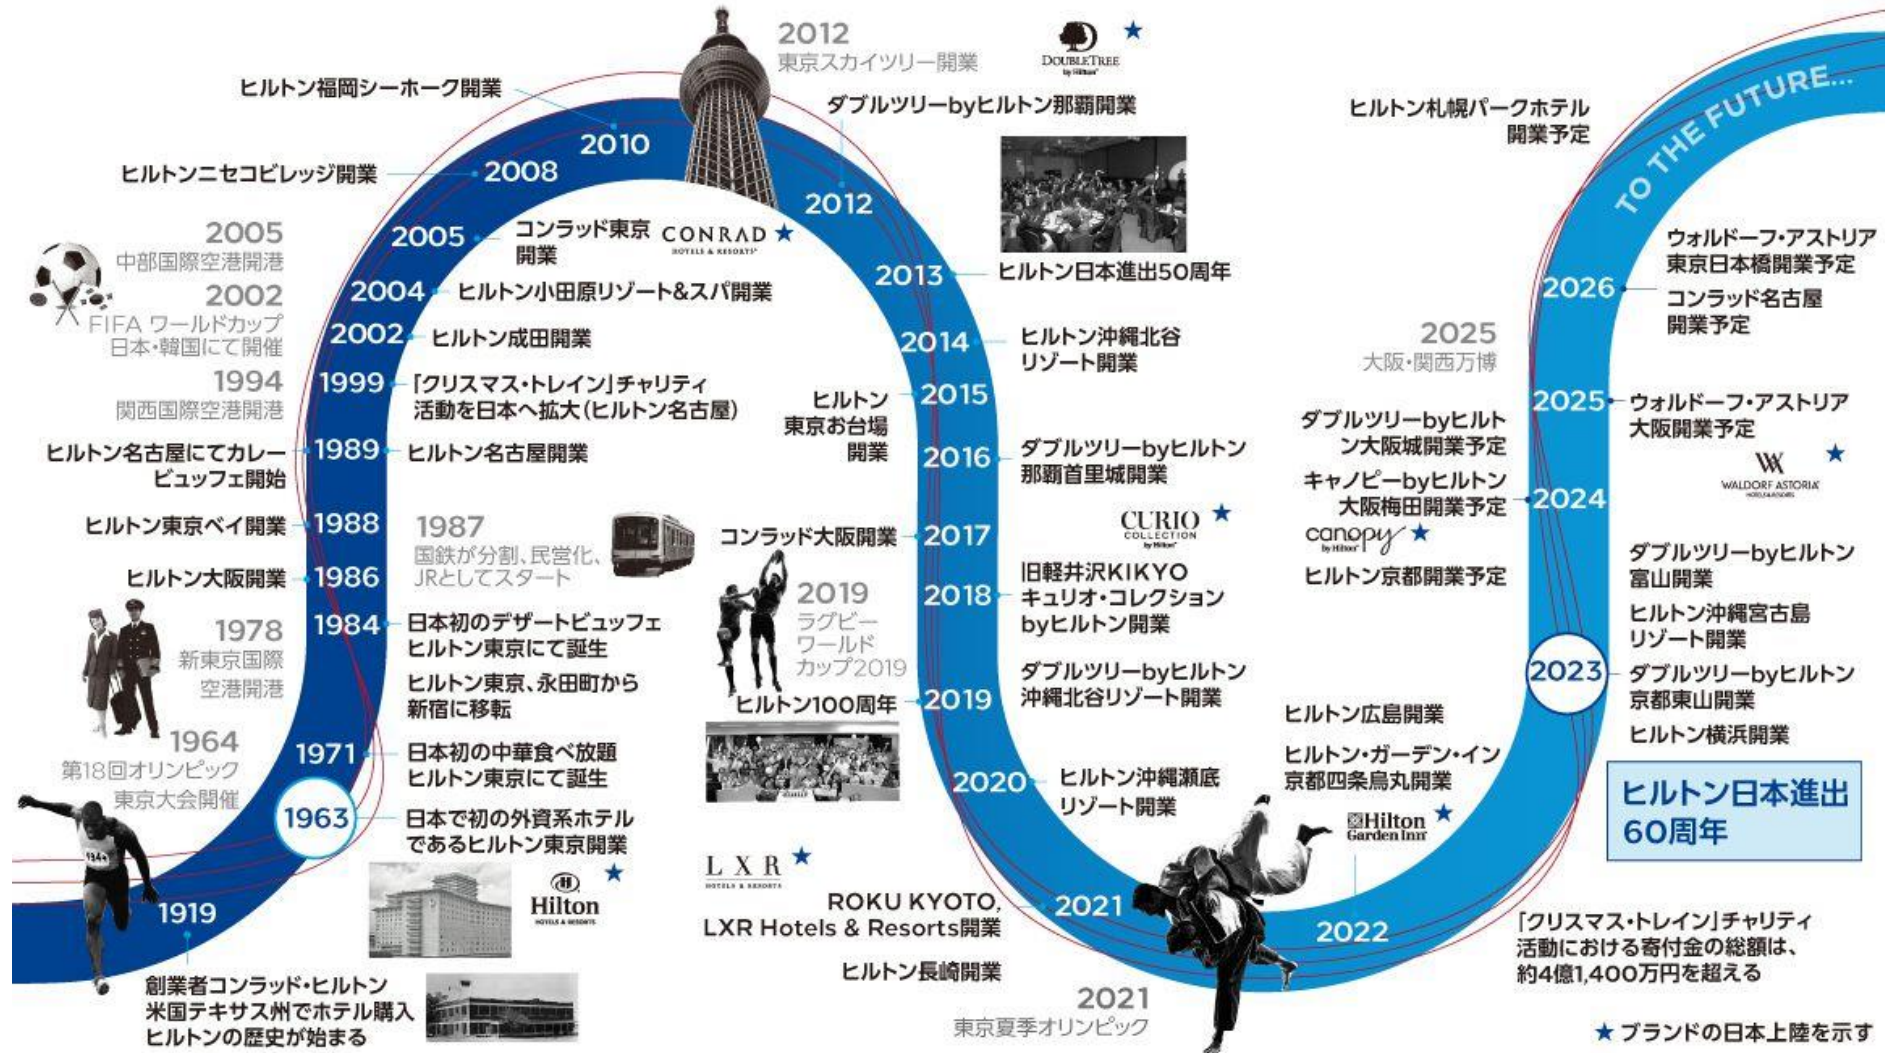 2012
東京スカイツリー開業
DOUBLETREE
by Hilton
ヒルトン福岡シーホーク開業
ダブルツリーbyヒルトン那覇開業
2010
ヒルトンニセコビレッジ開業
2008
2012
2005
中部国際空港開港
2005
コンラッド東京
開業
CONRAD
HOTELS & RESORTS
2013
ヒルトン日本進出50周年
2002
FIFA ワールドカップ
日本・韓国にて開催
2004
ヒルトン小田原リゾート&スパ開業
2002
ヒルトン成田開業
2014
ヒルトン沖縄北谷
リゾート開業
1994
関西国際空港開港
1999
「クリスマス・トレイン」チャリティ
活動を日本へ拡大(ヒルトン名古屋)
ヒルトン
東京お台場
開業
2015
ヒルトン名古屋にてカレー
ビュッフェ開始
1989
ヒルトン名古屋開業
2016
ダブルツリーbyヒルトン
那覇首里城開業
ヒルトン東京ベイ開業
1988
1987
国鉄が分割、民営化、
JRとしてスタート
コンラッド大阪開業
2017
CURIO
COLLECTION
by Hilton
ヒルトン大阪開業
1986
2018
旧軽井沢KIKYO
キュリオ・コレクション
byヒルトン開業
2019
ラグビー
ワールド
カップ2019
1978
新東京国際
空港開港
1984
日本初のデザートビュッフェ
ヒルトン東京にて誕生
ヒルトン東京、永田町から
新宿に移転
ヒルトン100周年
2019
ダブルツリーbyヒルトン
沖縄北谷リゾート開業
1964
第18回オリンピック
東京大会開催
1971
日本初の中華食べ放題
ヒルトン東京にて誕生
2020
ヒルトン沖縄瀬底
リゾート開業
1963
日本で初の外資系ホテル
であるヒルトン東京開業
Hilton
HOTELS & RESORTS
1919
創業者コンラッド・ヒルトン
米国テキサス州でホテル購入
ヒルトンの歴史が始まる
LXR
HOTELS & RESORTS
ROKU KYOTO,
LXR Hotels & Resorts開業
ヒルトン長崎開業
2021
2021
東京夏季オリンピック
ヒルトン広島開業
ヒルトン・ガーデン・イン
京都四条烏丸開業
Hilton
Garden Inn
2022
TO THE FUTURE...
ヒルトン札幌パークホテル
開業予定
2026
ウォルドーフ・アストリア
東京日本橋開業予定
コンラッド名古屋
開業予定
2025
大阪・関西万博
2025
ウォルドーフ・アストリア
大阪開業予定
WALDORF ASTORIA
HOTELS & RESORTS
ダブルツリーbyヒルト
ン大阪城開業予定
キャノピーbyヒルトン
大阪梅田開業予定
2024
canopy
by Hilton
ヒルトン京都開業予定
ダブルツリーbyヒルトン
富山開業
ヒルトン沖縄宮古島
リゾート開業
2023
ダブルツリーbyヒルトン
京都東山開業
ヒルトン横浜開業
ヒルトン日本進出
60周年
「クリスマス・トレイン」チャリティ
活動における寄付金の総額は、
約4億1,400万円を超える
★ ブランドの日本上陸を示す